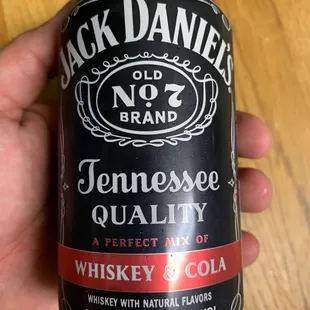 JACK DANIEL'S
OLD
No. 7
BRAND
Tennessee
QUALITY
A PERFECT MIX OF
WHISKEY & COLA
WHISKEY WITH NATURAL FLAVORS